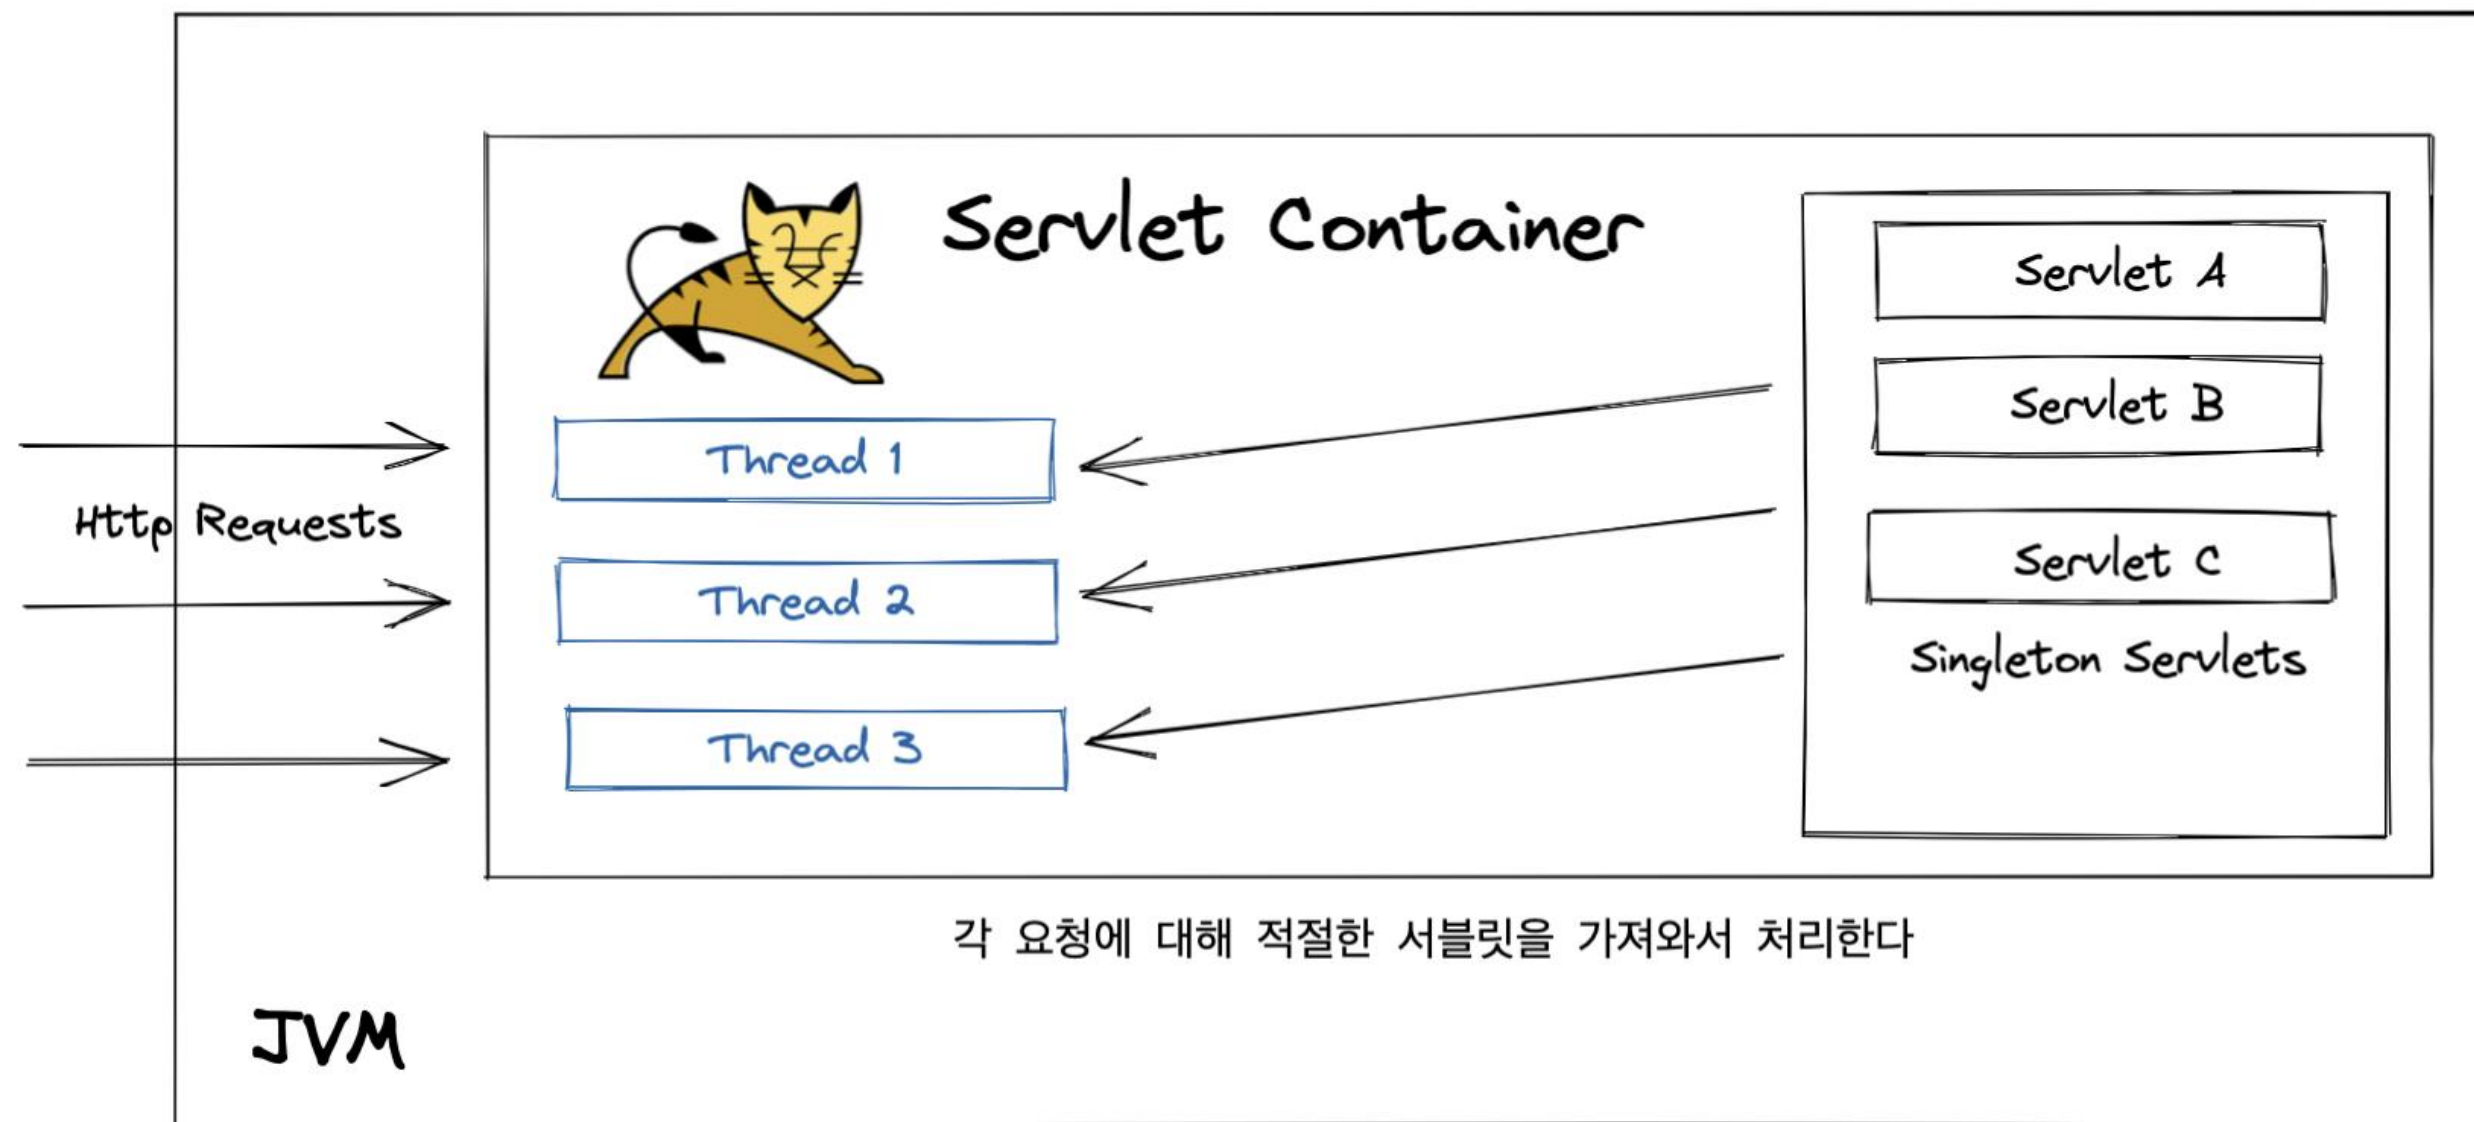 Servlet Container
Servlet A
Servlet B
Servlet C
Singleton Servlets
Http Requests
Thread 1
Thread 2
Thread 3
각 요청에 대해 적절한 서블릿을 가져와서 처리한다
JVM